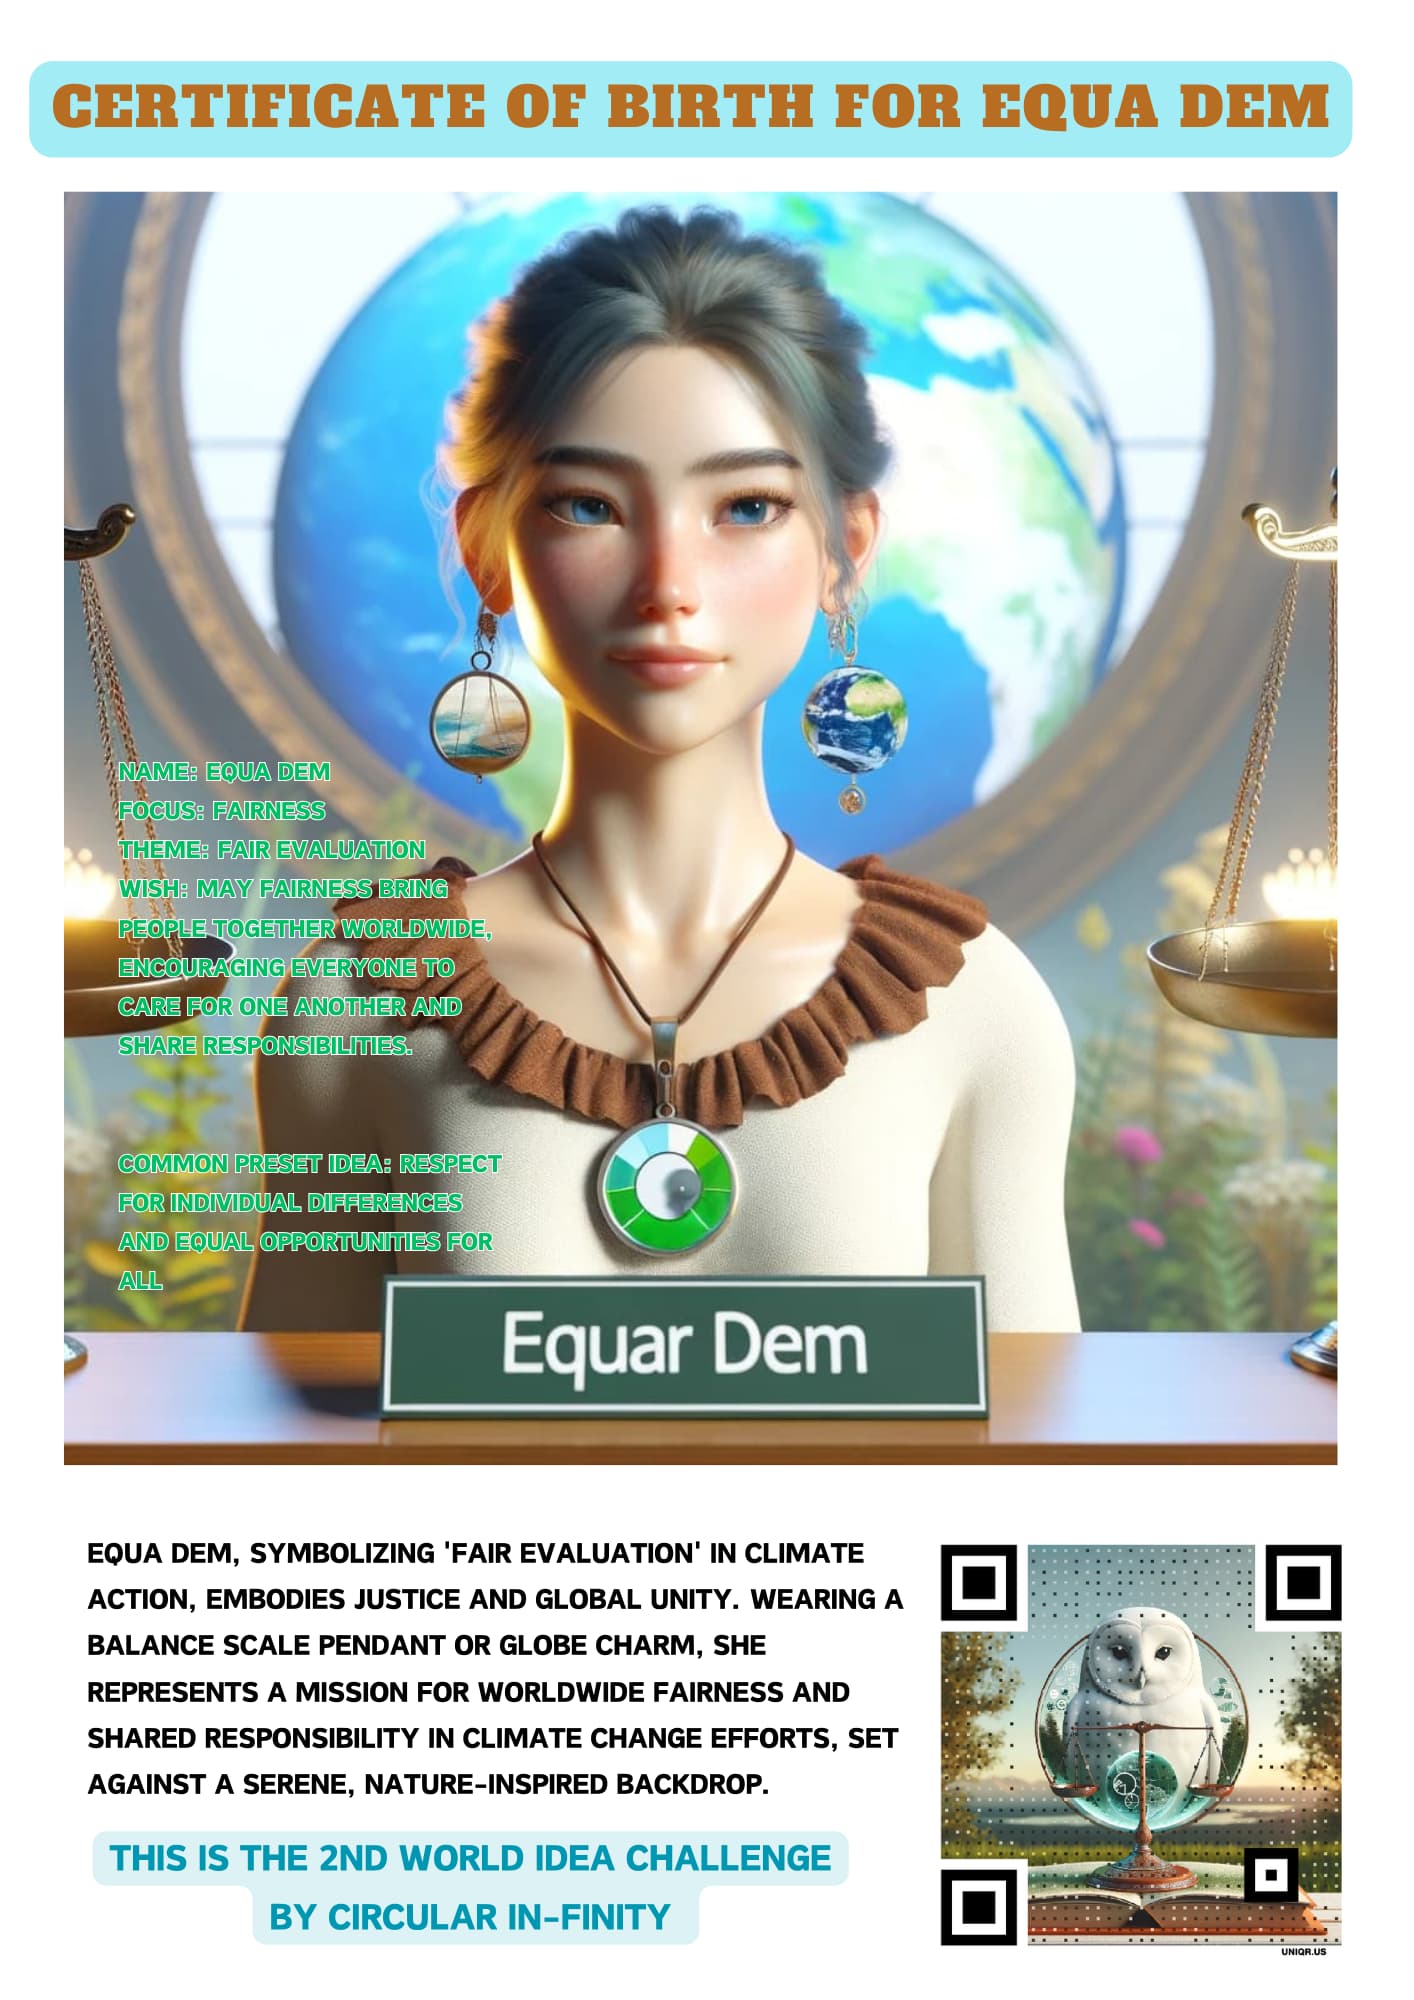 CERTIFICATE OF BIRTH FOR EQUA DEM
NAME: EQUA DEM
FOCUS: FAIRNESS
THEME: FAIR EVALUATION
WISH: MAY FAIRNESS BRING
PEOPLE TOGETHER WORLDWIDE,
ENCOURAGING EVERYONE TO
CARE FOR ONE ANOTHER AND
SHARE RESPONSIBILITIES.
COMMON PRESET IDEA: RESPECT
FOR INDIVIDUAL DIFFERENCES
AND EQUAL OPPORTUNITIES FOR
ALL
Equar Dem
EQUA DEM, SYMBOLIZING 'FAIR EVALUATION' IN CLIMATE
ACTION, EMBODIES JUSTICE AND GLOBAL UNITY. WEARING A
BALANCE SCALE PENDANT OR GLOBE CHARM, SHE
REPRESENTS A MISSION FOR WORLDWIDE FAIRNESS AND
SHARED RESPONSIBILITY IN CLIMATE CHANGE EFFORTS, SET
AGAINST A SERENE, NATURE-INSPIRED BACKDROP.
THIS IS THE 2ND WORLD IDEA CHALLENGE
BY CIRCULAR IN-FINITY
UNIQR.US